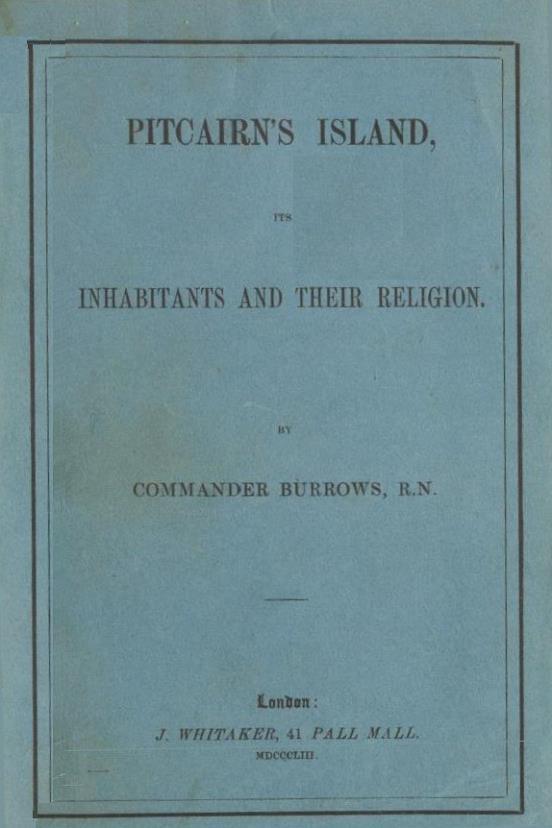 PITCAIRN'S ISLAND,
ITS
INHABITANTS AND THEIR RELIGION.
BY
COMMANDER BURROWS, R.N.
London:
J. WHITAKER, 41 PALL MALL.
MDCCCLIII.